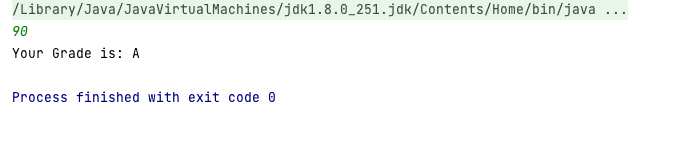 /Library/Java/JavaVirtualMachines/jdk1.8.0_251.jdk/Contents/Home/bin/java ...
90
Your Grade is: A
Process finished with exit code 0